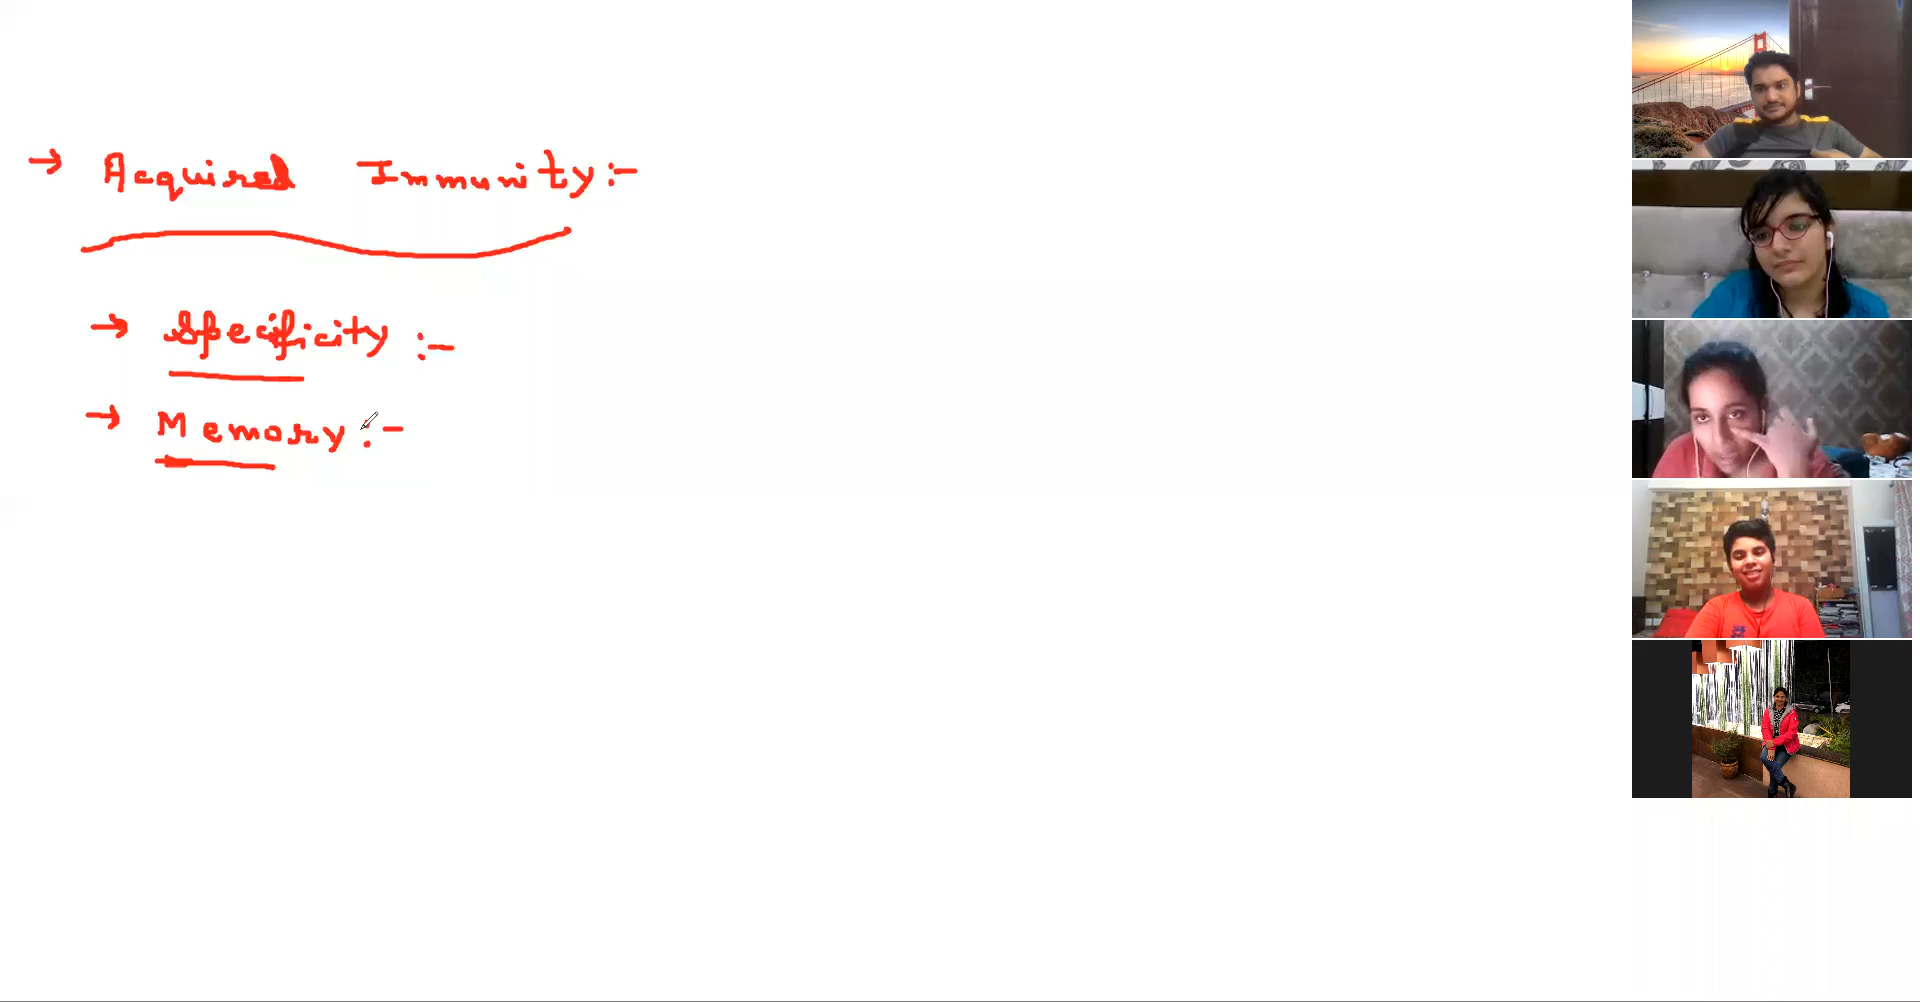 → Acquired Immunity:-
→ Specificity :-
→ Memory:-